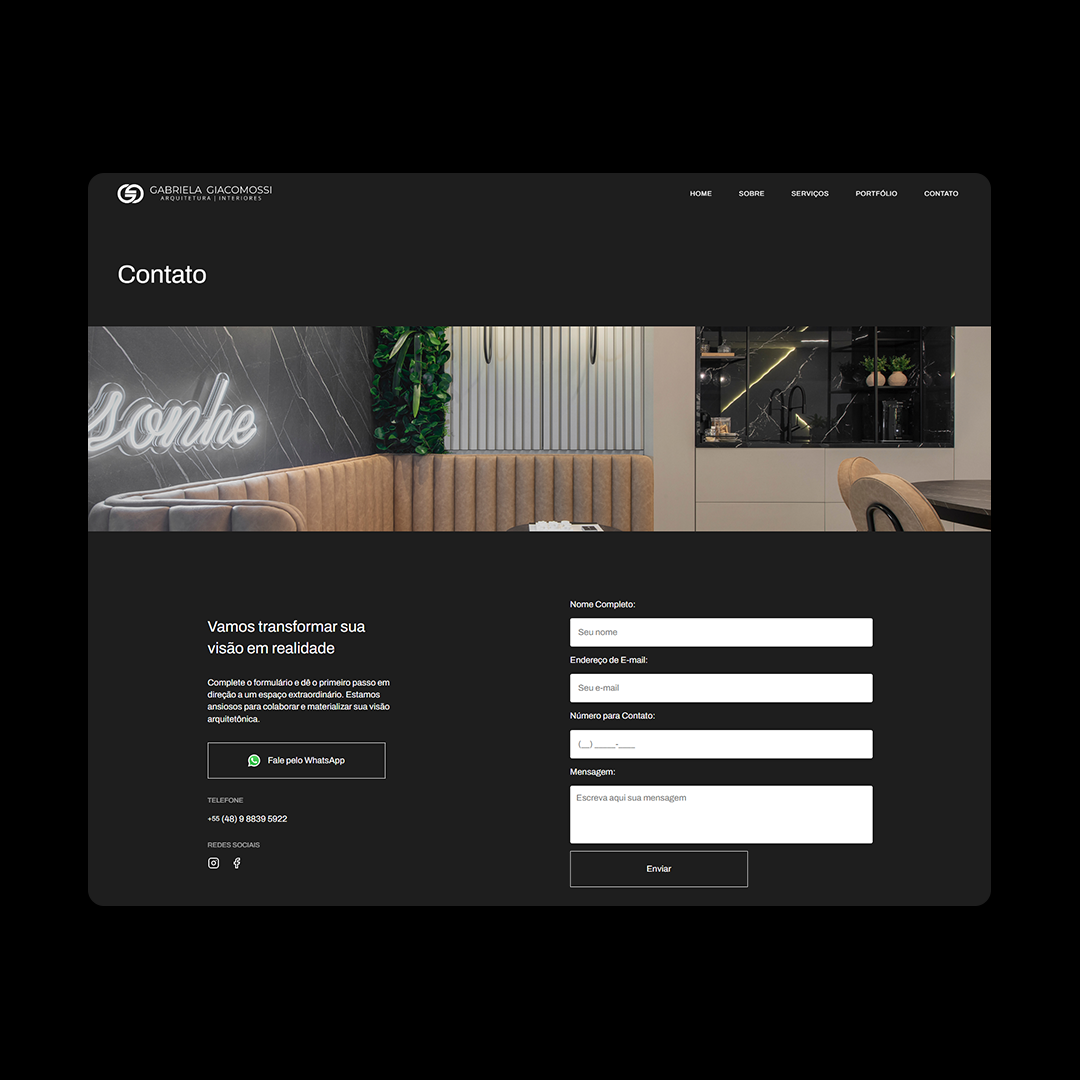 GABRIELA GIACOMOSSI
ARQUITETURA | INTERIORES
HOME SOBRE SERVIÇOS PORTFÓLIO CONTATO
Contato
sonhe
Vamos transformar sua
visão em realidade
Complete o formulário e dê o primeiro passo em
direção a um espaço extraordinário. Estamos
ansiosos para colaborar e materializar sua visão
arquitetônica.
Fale pelo WhatsApp
TELEFONE
+55 (48) 9 8839 5922
REDES SOCIAIS
Nome Completo:
Seu nome
Endereço de E-mail:
Seu e-mail
Número para Contato:
(__) _____-____
Mensagem:
Escreva aqui sua mensagem
Enviar